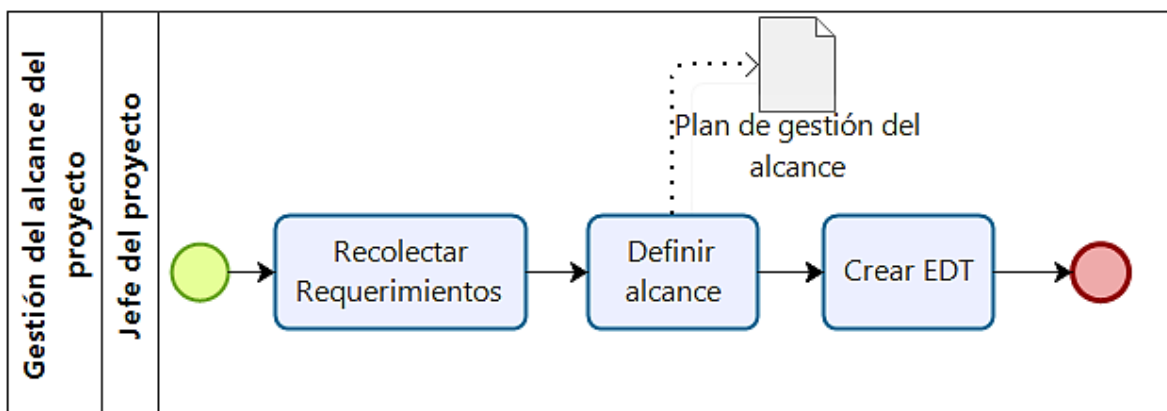 Gestión del alcance del
proyecto
Jefe del proyecto
Plan de gestión del
alcance
Recolectar
Requerimientos
Definir
alcance
Crear EDT